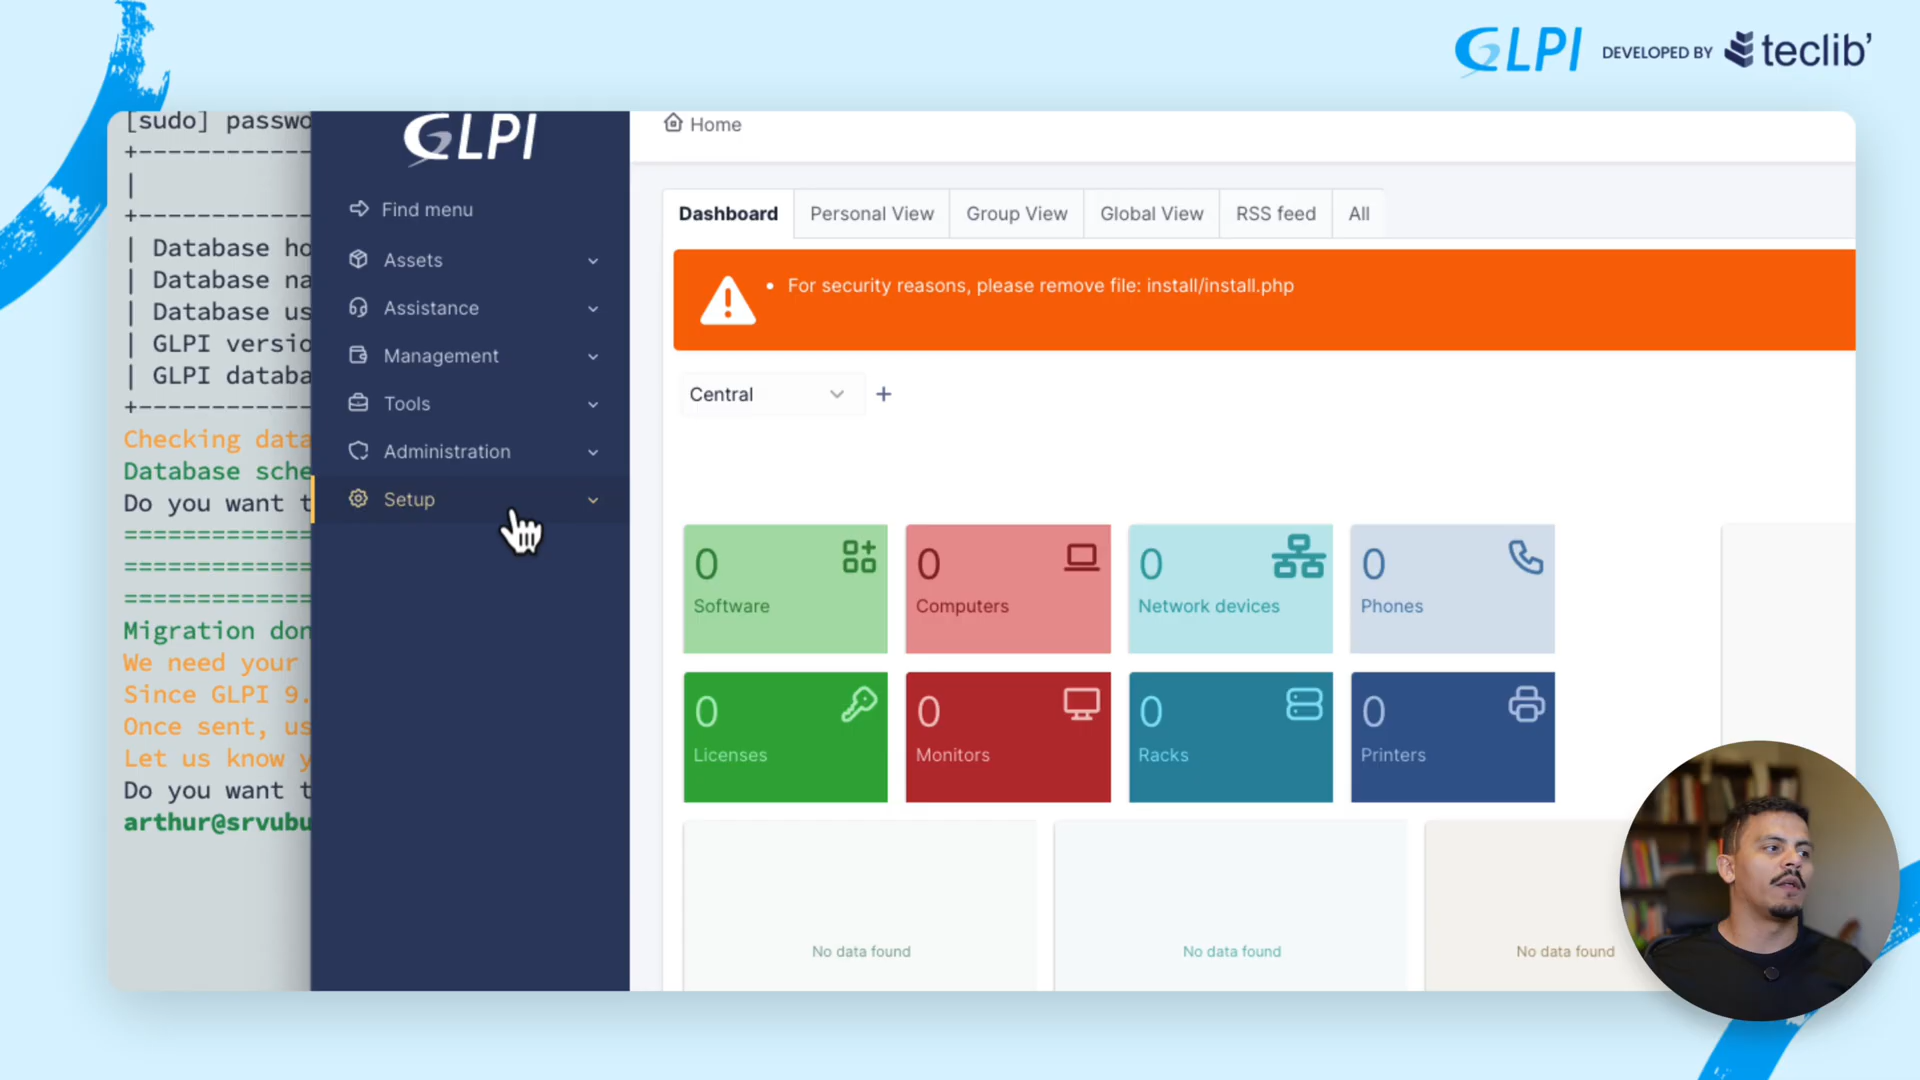 GLPI DEVELOPED BY teclib'
[sudo] passwo
+-----------
|
+-----------
| Database ho
| Database na
| Database us
| GLPI versio
| GLPI databa
+-----------
Checking data
Database sche
Do you want t
=============
=============
=============
Migration don
We need your
Since GLPI 9.
Once sent, us
Let us know y
Do you want t
arthur@srvubu
GLPI
Find menu
Assets
Assistance
Management
Tools
Administration
Setup
Home
Dashboard Personal View Group View Global View RSS feed All
• For security reasons, please remove file: install/install.php
Central +
0 Software
0 Computers
0 Network devices
0 Phones
0 Licenses
0 Monitors
0 Racks
0 Printers
No data found
No data found
No data found